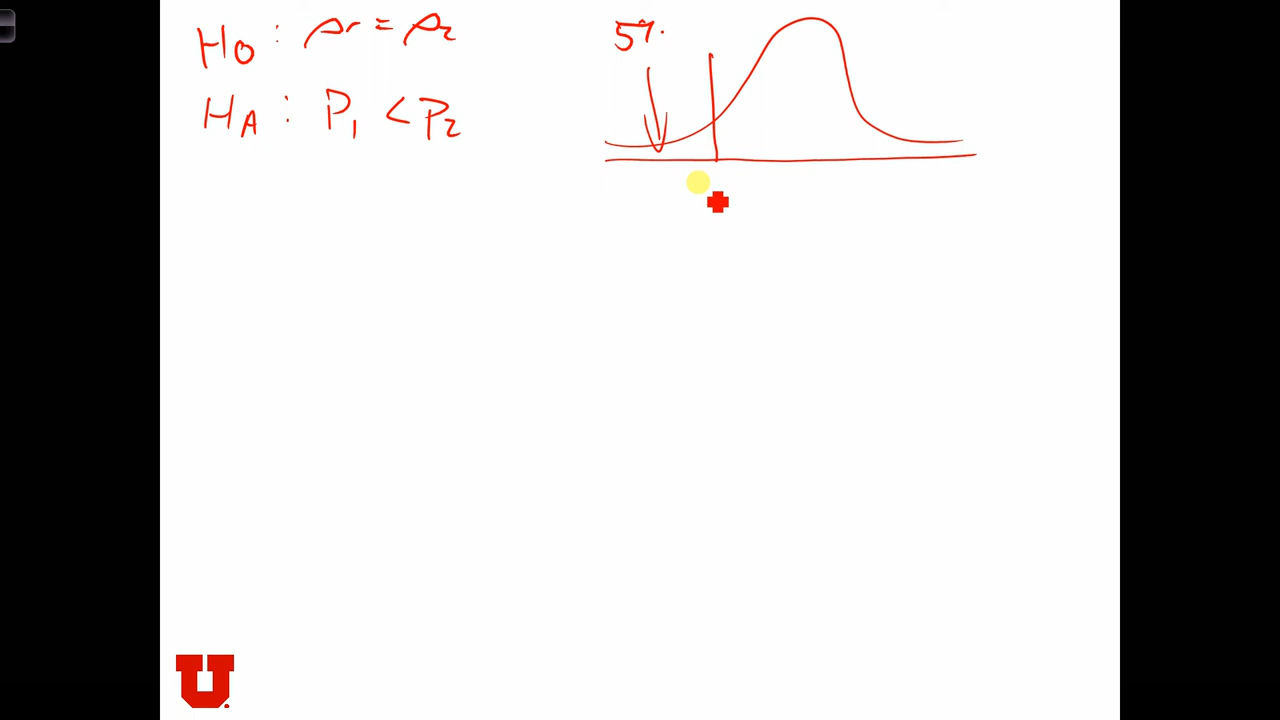 H0 : P1 = P2
HA : P1 < P2
5%
U